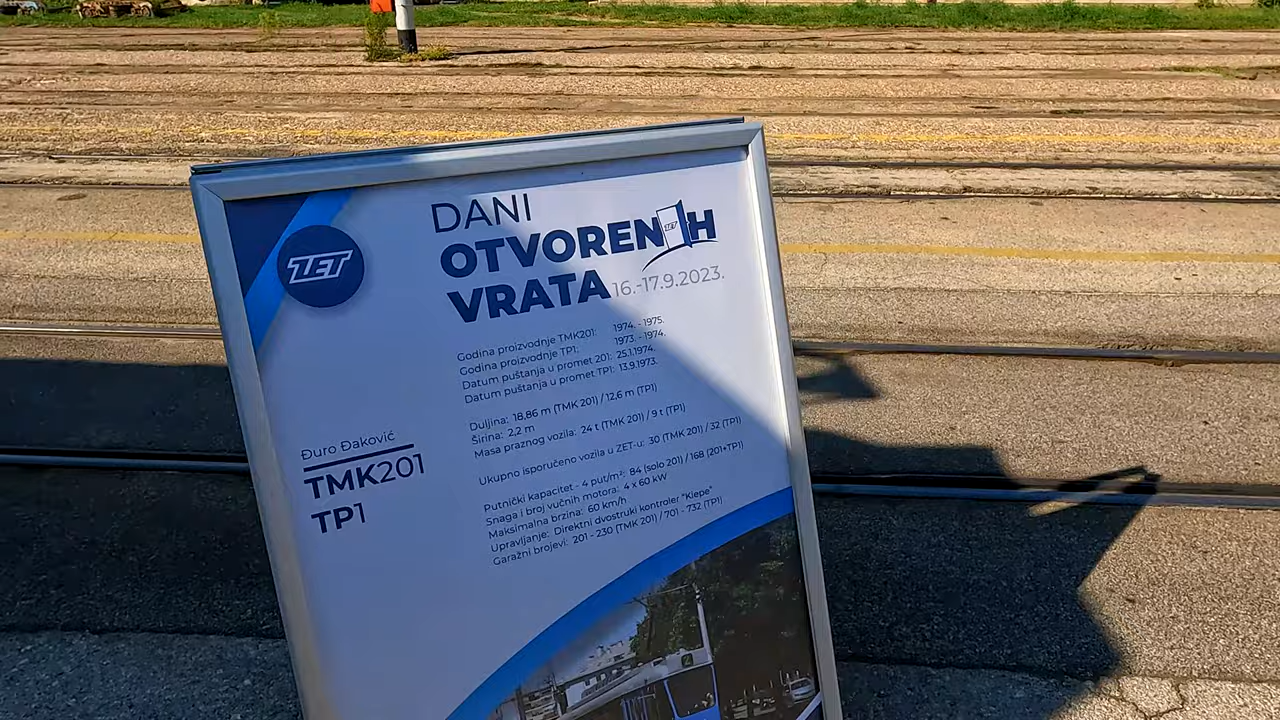 ZET
DANI
OTVORENIH
VRATA 16.-17.9.2023.
Godina proizvodnje TMK201: 1974. - 1975.
Godina proizvodnje TP1: 1973. - 1974.
Datum puštanja u promet 201: 25.1.1974.
Datum puštanja u promet TP1: 13.9.1973.
Duljina: 18,86 m (TMK 201) / 12,6 m (TP1)
Širina: 2,2 m
Masa praznog vozila: 24 t (TMK 201) / 9 t (TP1)
Ukupno isporučeno vozila u ZET-u: 30 (TMK 201) / 32 (TP1)
Putnički kapacitet - 4 put/m²: 84 (solo 201) / 168 (201+TP1)
Snaga i broj vučnih motora: 4 x 60 kW
Maksimalna brzina: 60 km/h
Upravljanje: Direktni dvostruki kontroler "Kiepe"
Garažni brojevi: 201 - 230 (TMK 201) / 701 - 732 (TP1)
Đuro Đaković
TMK201
TP1